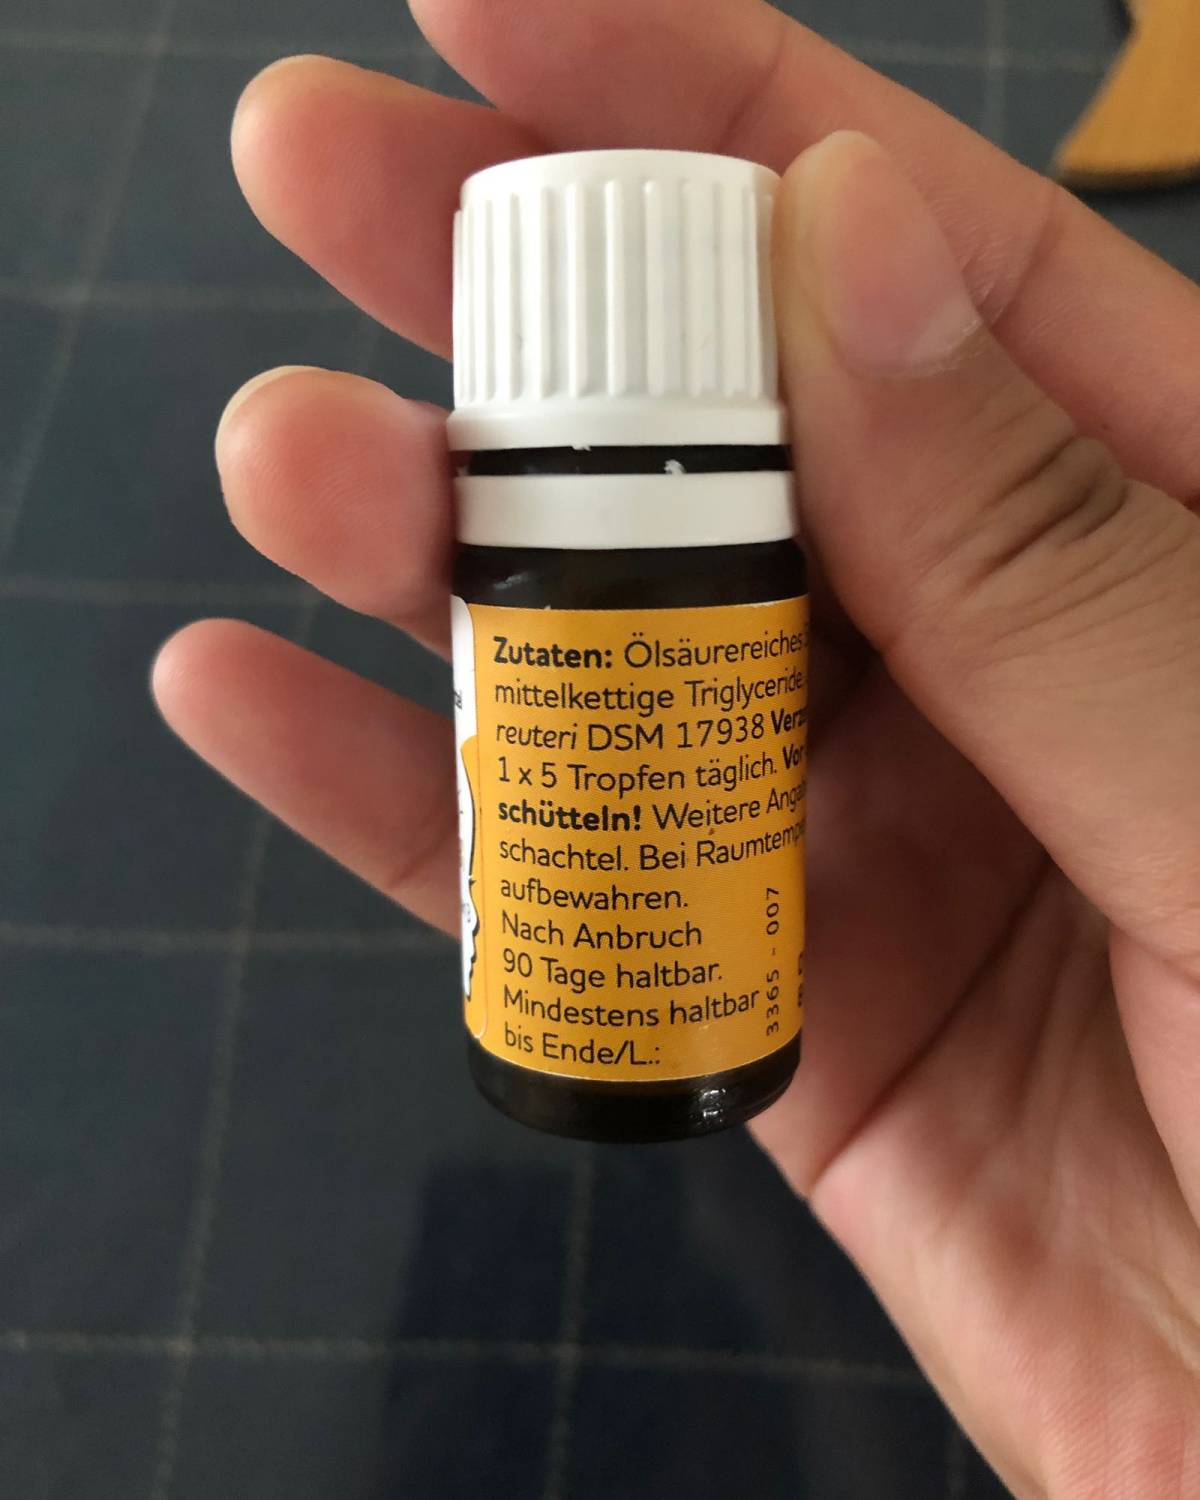 Zutaten: Ölsäurereiches
mittelkettige Triglyceride,
reuteri DSM 17938
1 x 5 Tropfen täglich.
schütteln! Weitere
schachtel. Bei
aufbewahren.
Nach Anbruch
90 Tage haltbar.
Mindestens haltbar
bis Ende/L.:
3365 - 007